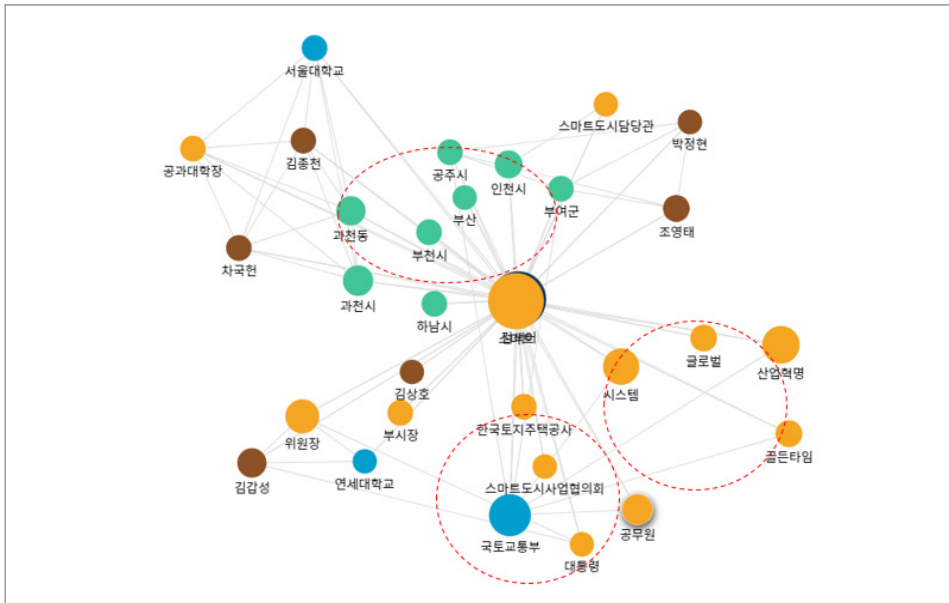 서울대학교
스마트도시담당관
박정현
김종천
공과대학장
공주시
인천시
부산
부여군
과천동
부천시
조영태
차국헌
과천시
하남시
글로벌
산업혁명
시스템
김상호
한국토지주택공사
위원장
부시장
골든타임
김갑성
연세대학교
스마트도시사업협의회
국토교통부
공무원
대통령